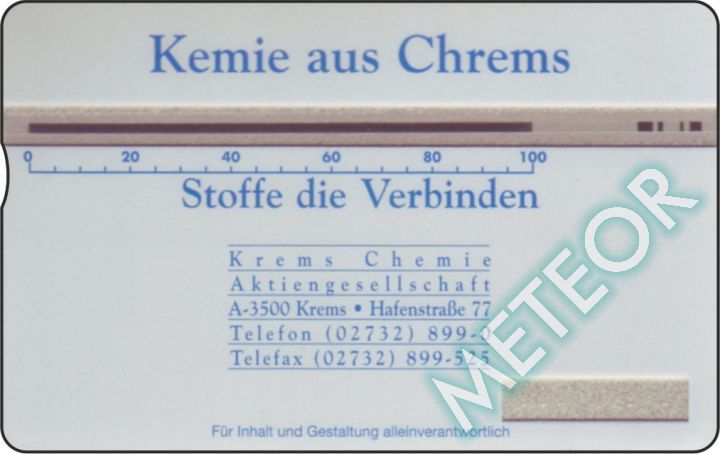 Kemie aus Chrems
0 20 40 60 80 100
Stoffe die Verbinden
Krems Chemie
Aktiengesellschaft
A-3500 Krems • Hafenstraße 77
Telefon (02732) 899-0
Telefax (02732) 899-525
METEOR
Für Inhalt und Gestaltung alleinverantwortlich